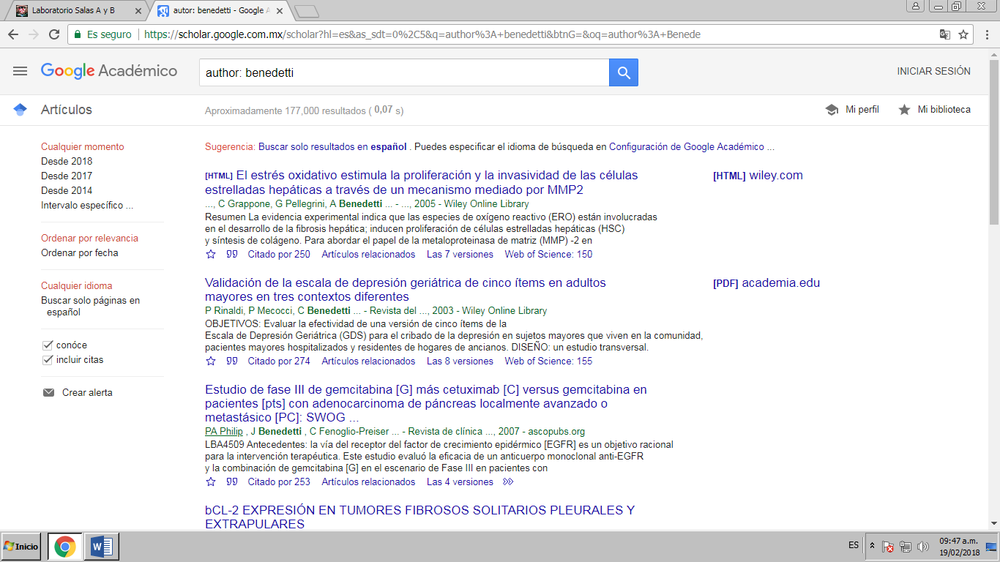 Laboratorio Salas A y B
autor: benedetti - Google A
Es seguro
https://scholar.google.com.mx/scholar?hl=es&as_sdt=0%2C5&q=author%3A+benedetti&btnG=&oq=author%3A+Benede
Google Académico
author: benedetti
INICIAR SESIÓN
Artículos
Aproximadamente 177,000 resultados ( 0,07 s)
Mi perfil
Mi biblioteca
Cualquier momento
Desde 2018
Desde 2017
Desde 2014
Intervalo específico ...
Ordenar por relevancia
Ordenar por fecha
Cualquier idioma
Buscar solo páginas en
español
conóce
incluir citas
Crear alerta
Sugerencia: Buscar solo resultados en español . Puedes especificar el idioma de búsqueda en Configuración de Google Académico ...
[HTML] El estrés oxidativo estimula la proliferación y la invasividad de las células
estrelladas hepáticas a través de un mecanismo mediado por MMP2
..., C Grappone, G Pellegrini, A Benedetti ... - ..., 2005 - Wiley Online Library
Resumen La evidencia experimental indica que las especies de oxígeno reactivo (ERO) están involucradas
en el desarrollo de la fibrosis hepática; inducen proliferación de células estrelladas hepáticas (HSC)
y síntesis de colágeno. Para abordar el papel de la metaloproteinasa de matriz (MMP) -2 en
Citado por 250 Artículos relacionados Las 7 versiones Web of Science: 150
[HTML] wiley.com
Validación de la escala de depresión geriátrica de cinco ítems en adultos
mayores en tres contextos diferentes
P Rinaldi, P Mecocci, C Benedetti ... - Revista del ..., 2003 - Wiley Online Library
OBJETIVOS: Evaluar la efectividad de una versión de cinco ítems de la
Escala de Depresión Geriátrica (GDS) para el cribado de la depresión en sujetos mayores que viven en la comunidad,
pacientes mayores hospitalizados y residentes de hogares de ancianos. DISEÑO: un estudio transversal.
Citado por 274 Artículos relacionados Las 8 versiones Web of Science: 155
[PDF] academia.edu
Estudio de fase III de gemcitabina [G] más cetuximab [C] versus gemcitabina en
pacientes [pts] con adenocarcinoma de páncreas localmente avanzado o
metastásico [PC]: SWOG ...
PA Philip , J Benedetti , C Fenoglio-Preiser ... - Revista de clínica ..., 2007 - ascopubs.org
LBA4509 Antecedentes: la vía del receptor del factor de crecimiento epidérmico [EGFR] es un objetivo racional
para la intervención terapéutica. Este estudio evaluó la eficacia de un anticuerpo monoclonal anti-EGFR
y la combinación de gemcitabina [G] en el escenario de Fase III en pacientes con
Citado por 253 Artículos relacionados Las 4 versiones
bCL-2 EXPRESIÓN EN TUMORES FIBROSOS SOLITARIOS PLEURALES Y
EXTRAPULARES
Inicio
ES
09:47 a.m.
19/02/2018